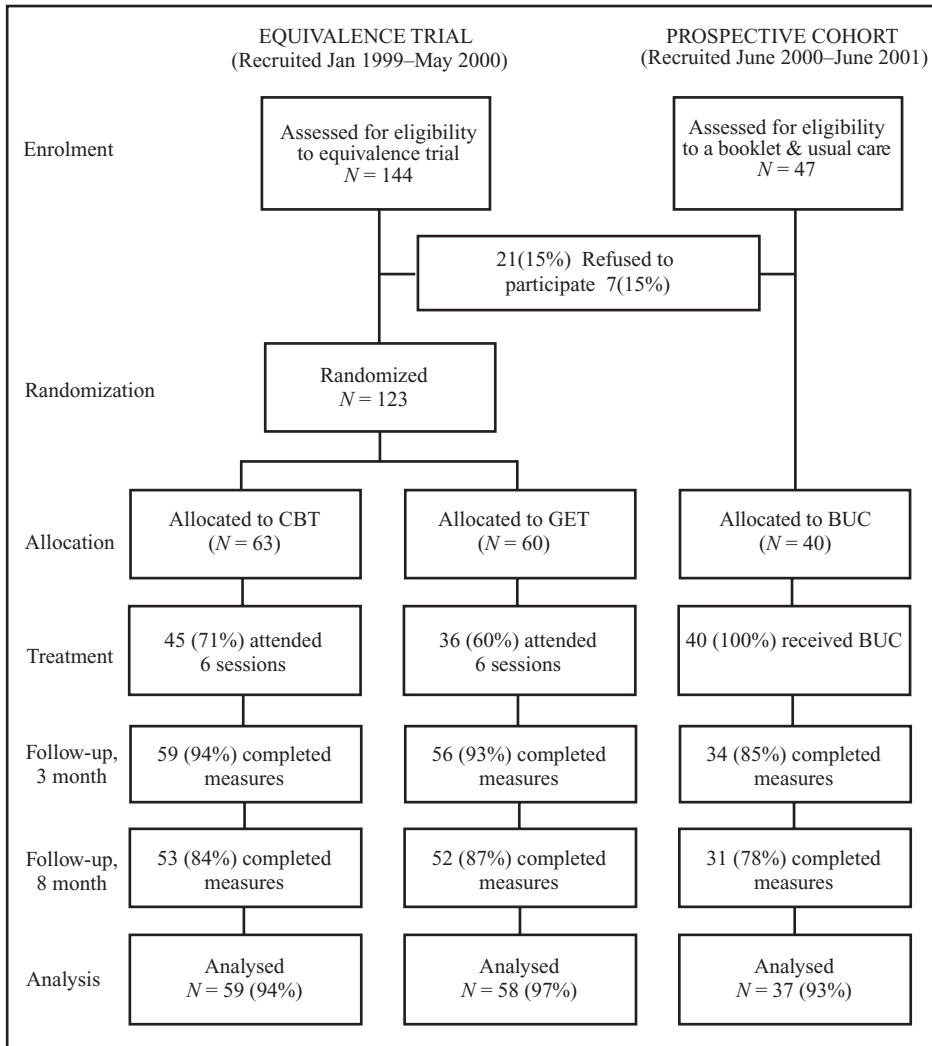 EQUIVALENCE TRIAL
(Recruited Jan 1999–May 2000)
PROSPECTIVE COHORT
(Recruited June 2000–June 2001)
Enrolment
Assessed for eligibility
to equivalence trial
N = 144
Assessed for eligibility
to a booklet & usual care
N = 47
21(15%) Refused to
participate 7(15%)
Randomization
Randomized
N = 123
Allocation
Allocated to CBT
(N = 63)
Allocated to GET
(N = 60)
Allocated to BUC
(N = 40)
Treatment
45 (71%) attended
6 sessions
36 (60%) attended
6 sessions
40 (100%) received BUC
Follow-up,
3 month
59 (94%) completed
measures
56 (93%) completed
measures
34 (85%) completed
measures
Follow-up,
8 month
53 (84%) completed
measures
52 (87%) completed
measures
31 (78%) completed
measures
Analysis
Analysed
N = 59 (94%)
Analysed
N = 58 (97%)
Analysed
N = 37 (93%)